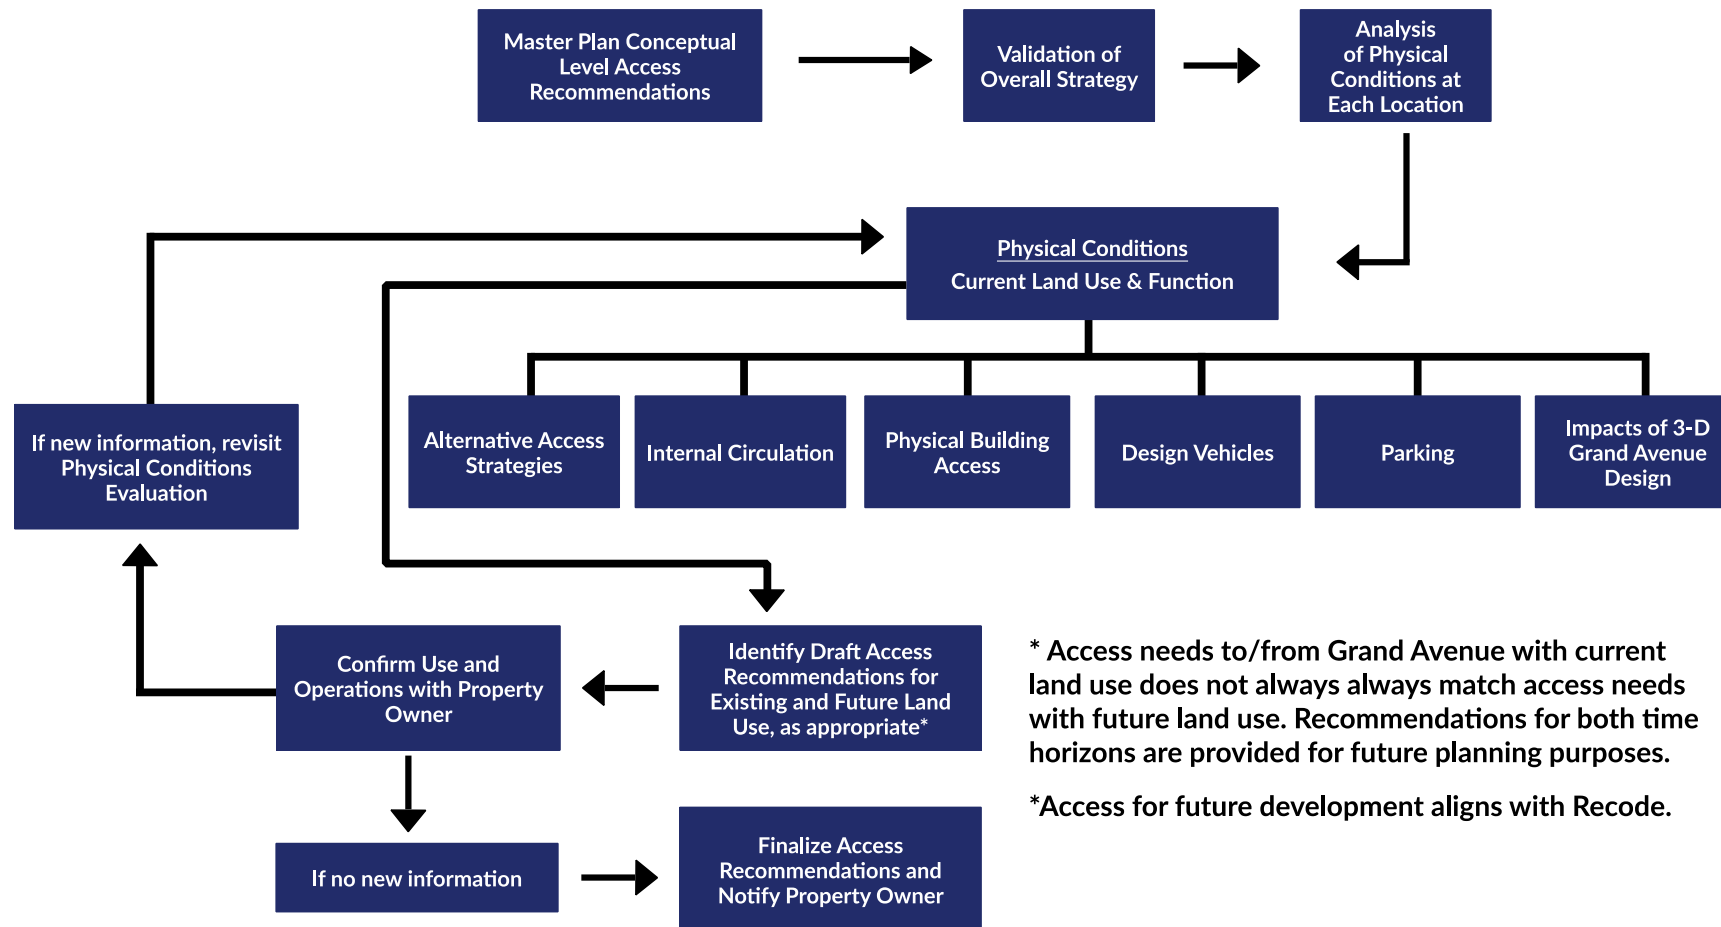 Master Plan Conceptual
Level Access
Recommendations
Validation of
Overall Strategy
Analysis
of Physical
Conditions at
Each Location
Physical Conditions
Current Land Use & Function
If new information, revisit
Physical Conditions
Evaluation
Alternative Access
Strategies
Internal Circulation
Physical Building
Access
Design Vehicles
Parking
Impacts of 3-D
Grand Avenue
Design
Confirm Use and
Operations with Property
Owner
Identify Draft Access
Recommendations for
Existing and Future Land
Use, as appropriate*
* Access needs to/from Grand Avenue with current
land use does not always always match access needs
with future land use. Recommendations for both time
horizons are provided for future planning purposes.
*Access for future development aligns with Recode.
If no new information
Finalize Access
Recommendations and
Notify Property Owner